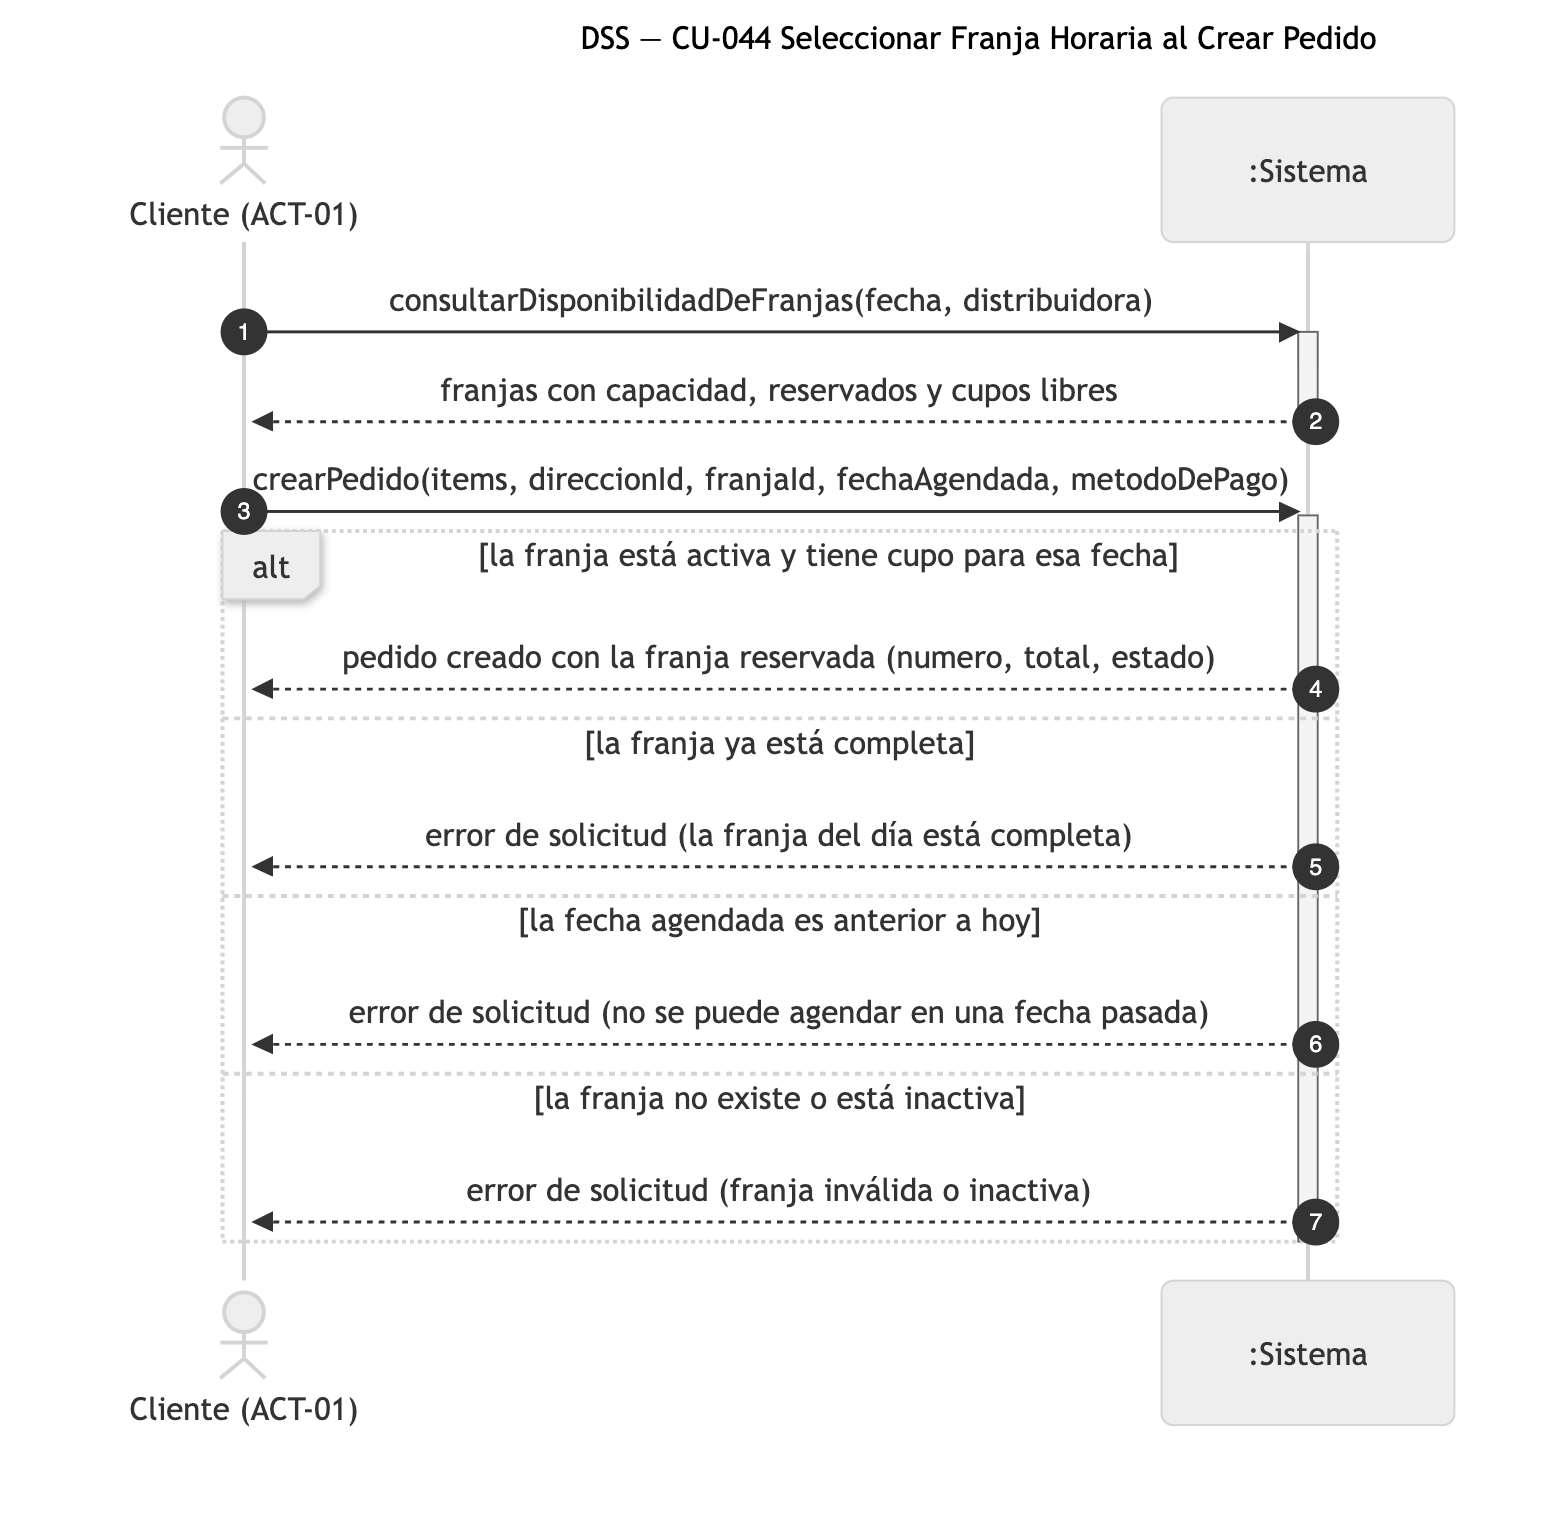 DSS — CU-044 Seleccionar Franja Horaria al Crear Pedido
:Sistema
Cliente (ACT-01)
consultarDisponibilidadDeFranjas(fecha, distribuidora)
1
franjas con capacidad, reservados y cupos libres
2
crearPedido(items, direccionId, franjaId, fechaAgendada, metodoDePago)
3
alt
[la franja está activa y tiene cupo para esa fecha]
pedido creado con la franja reservada (numero, total, estado)
4
[la franja ya está completa]
error de solicitud (la franja del día está completa)
5
[la fecha agendada es anterior a hoy]
error de solicitud (no se puede agendar en una fecha pasada)
6
[la franja no existe o está inactiva]
error de solicitud (franja inválida o inactiva)
7
:Sistema
Cliente (ACT-01)